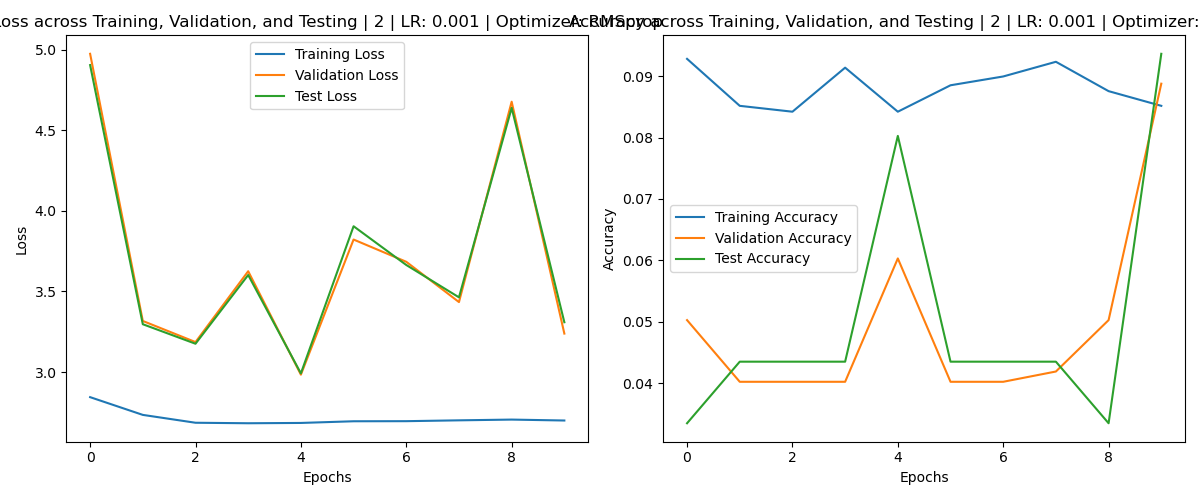 Loss across Training, Validation, and Testing | 2 | LR: 0.001 | Optimizer: RMSprop
Accuracy across Training, Validation, and Testing | 2 | LR: 0.001 | Optimizer:
5.0
4.5
4.0
3.5
3.0
Loss
Training Loss
Validation Loss
Test Loss
0
2
4
6
8
Epochs
0.09
0.08
0.07
0.06
0.05
0.04
Accuracy
Training Accuracy
Validation Accuracy
Test Accuracy
0
2
4
6
8
Epochs